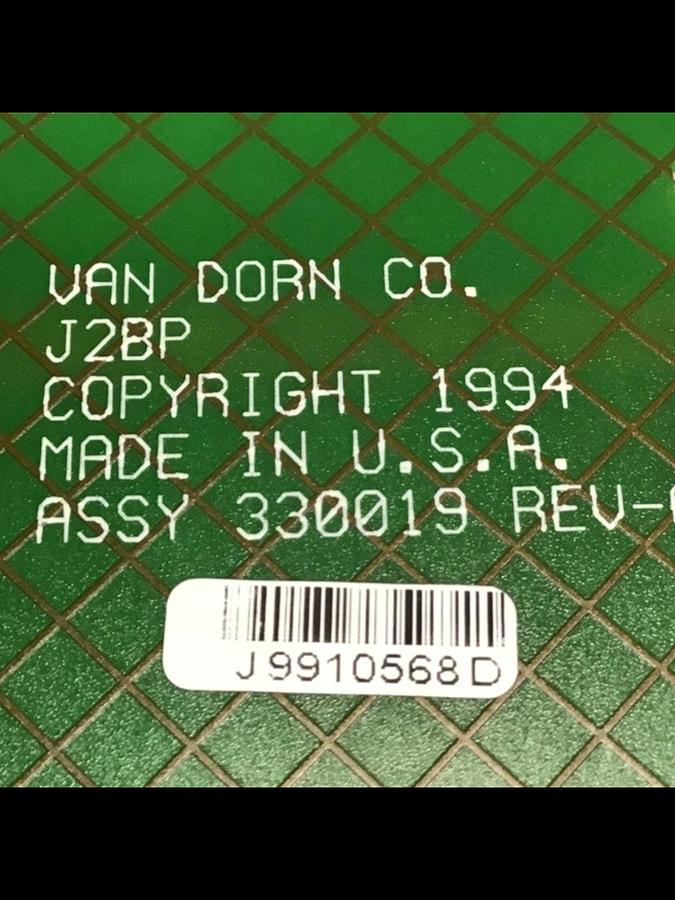 VAN DORN CO.
J2BP
COPYRIGHT 1994
MADE IN U.S.A.
ASSY 330019 REV-
J9910568D